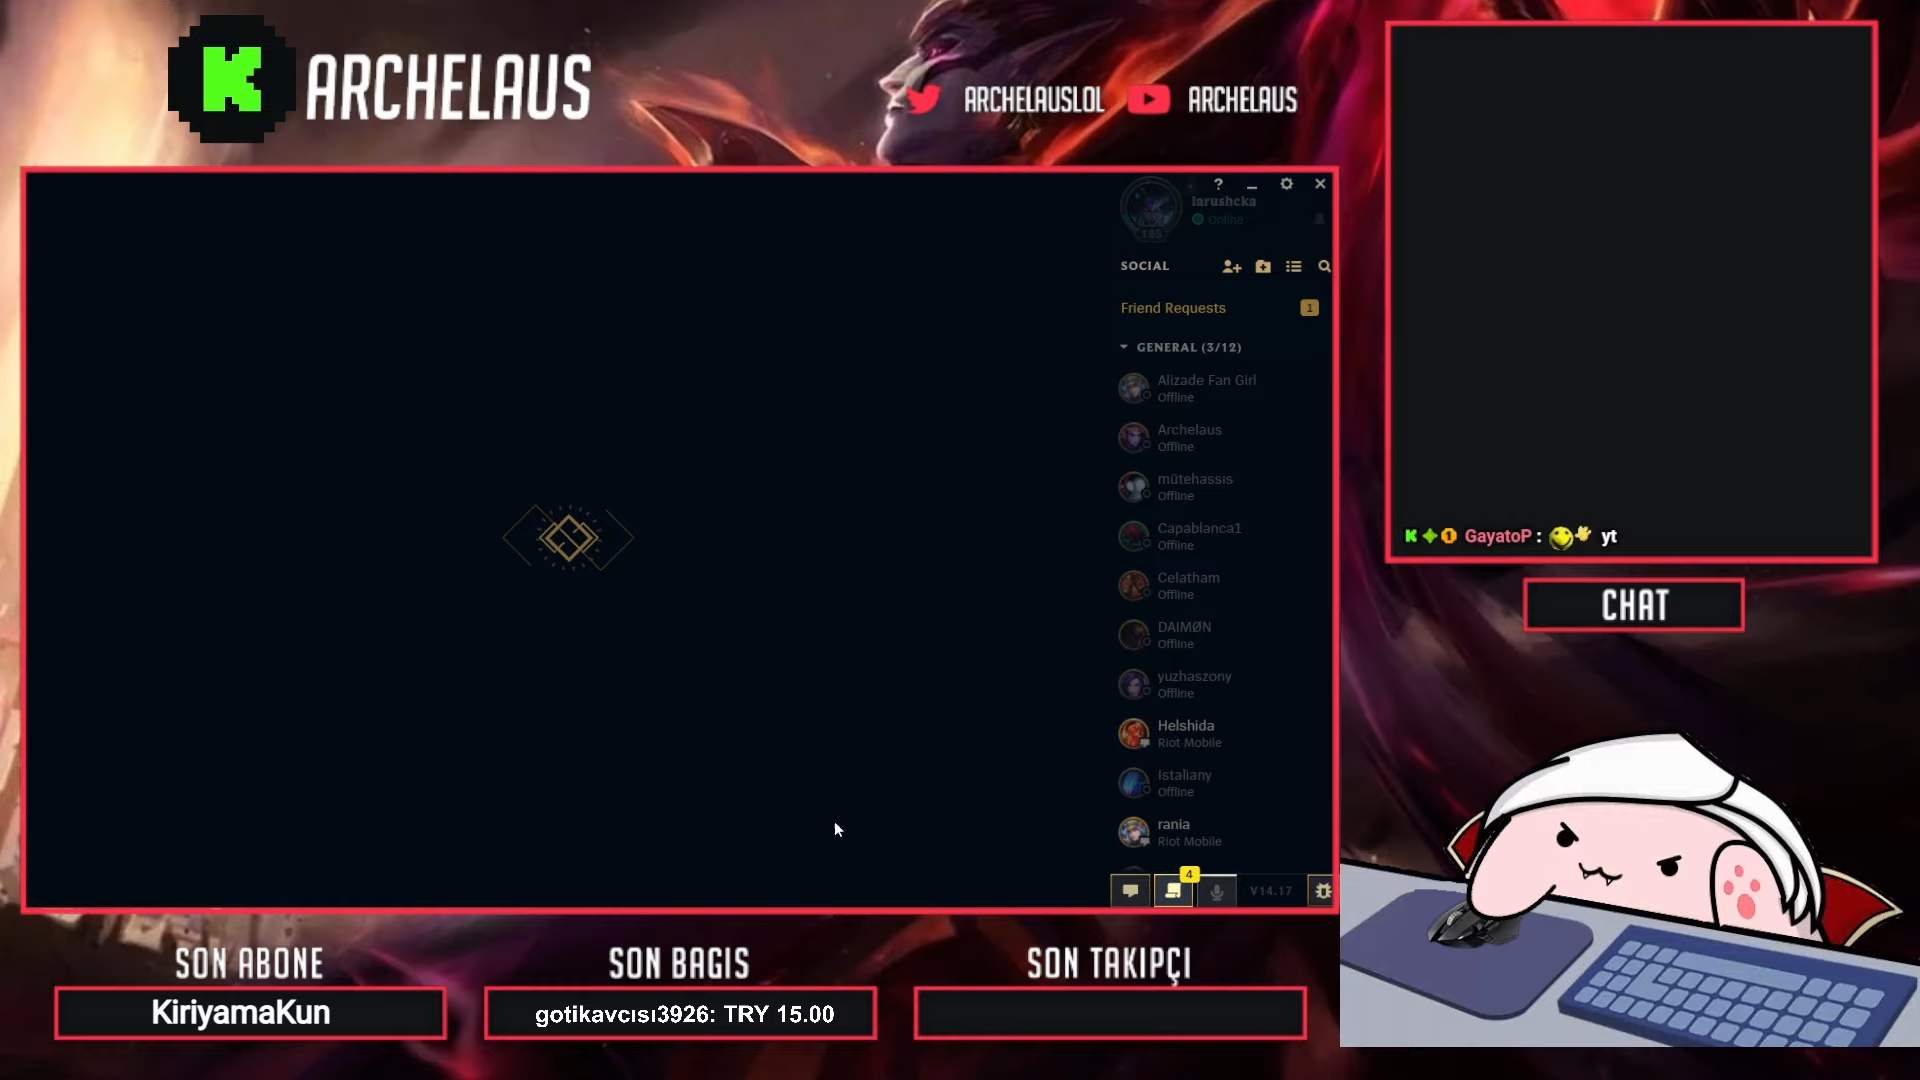 K ARCHELAUS
ARCHELAUSLOL
ARCHELAUS
?
larushcka
Online
185
SOCIAL
Friend Requests
1
GENERAL (3/12)
Alizade Fan Girl
Offline
Archelaus
Offline
mütehassıs
Offline
Capablanca1
Offline
Celatham
Offline
DAIMØN
Offline
yuzhaszony
Offline
Helshida
Riot Mobile
Istaliany
Offline
rania
Riot Mobile
4
V14.17
K 1 GayatoP : yt
CHAT
SON ABONE
KiriyamaKun
SON BAGIS
gotikavcısı3926: TRY 15.00
SON TAKIPÇI